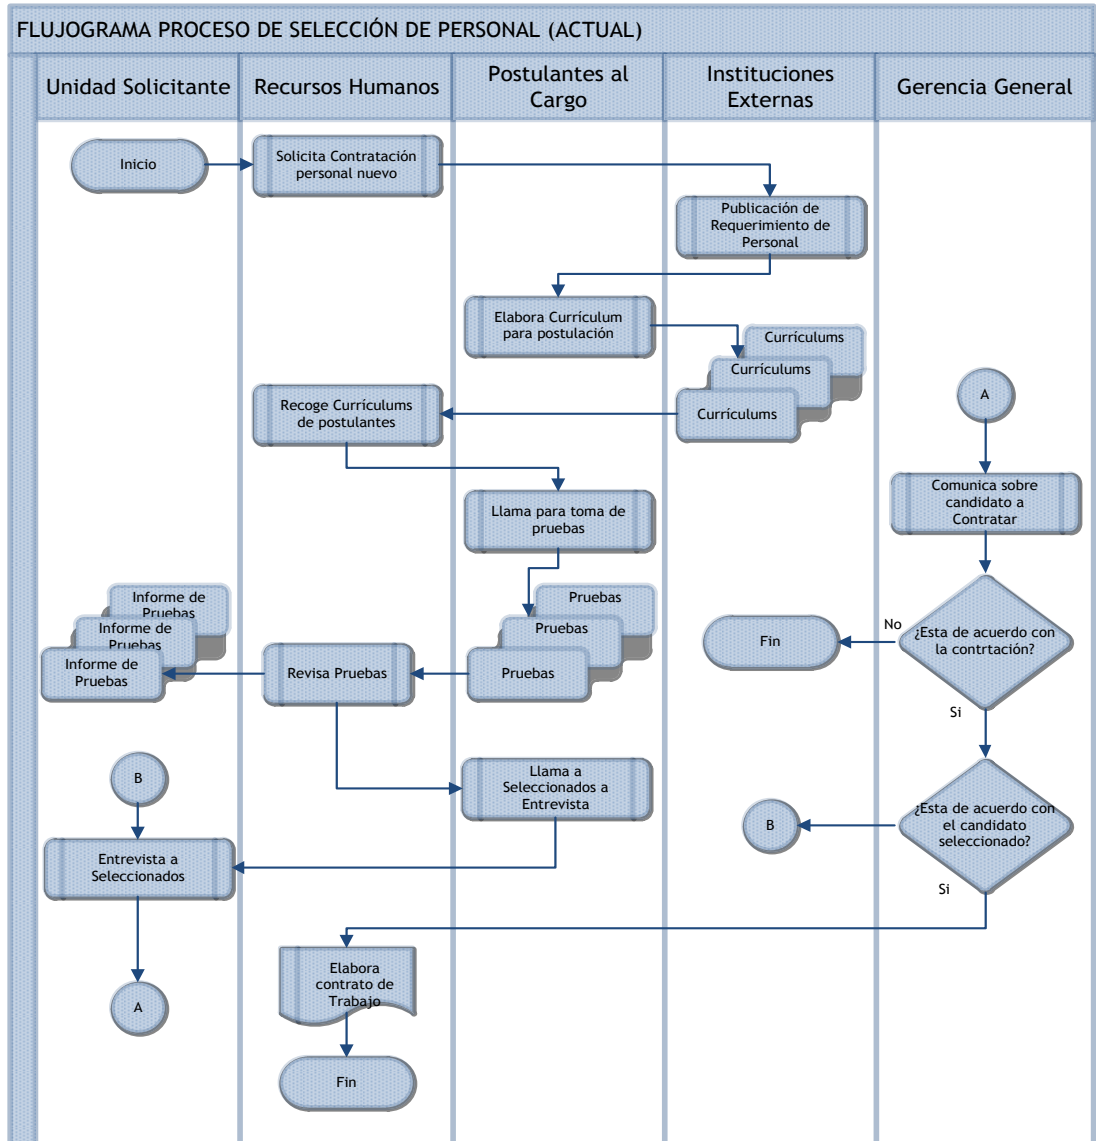 FLUJOGRAMA PROCESO DE SELECCIÓN DE PERSONAL (ACTUAL)
Unidad Solicitante
Recursos Humanos
Postulantes al
Cargo
Instituciones
Externas
Gerencia General
Inicio
Solicita Contratación
personal nuevo
Publicación de
Requerimiento de
Personal
Elabora Currículum
para postulación
Currículums
Currículums
Currículums
Recoge Currículums
de postulantes
A
Comunica sobre
candidato a
Contratar
Llama para toma de
pruebas
Informe de
Pruebas
Informe de
Pruebas
Informe de
Pruebas
Revisa Pruebas
Pruebas
Pruebas
Pruebas
Fin
No
¿Esta de acuerdo con
la contrtación?
Si
B
Llama a
Seleccionados a
Entrevista
B
¿Esta de acuerdo con
el candidato
seleccionado?
Si
Entrevista a
Seleccionados
A
Elabora
contrato de
Trabajo
Fin